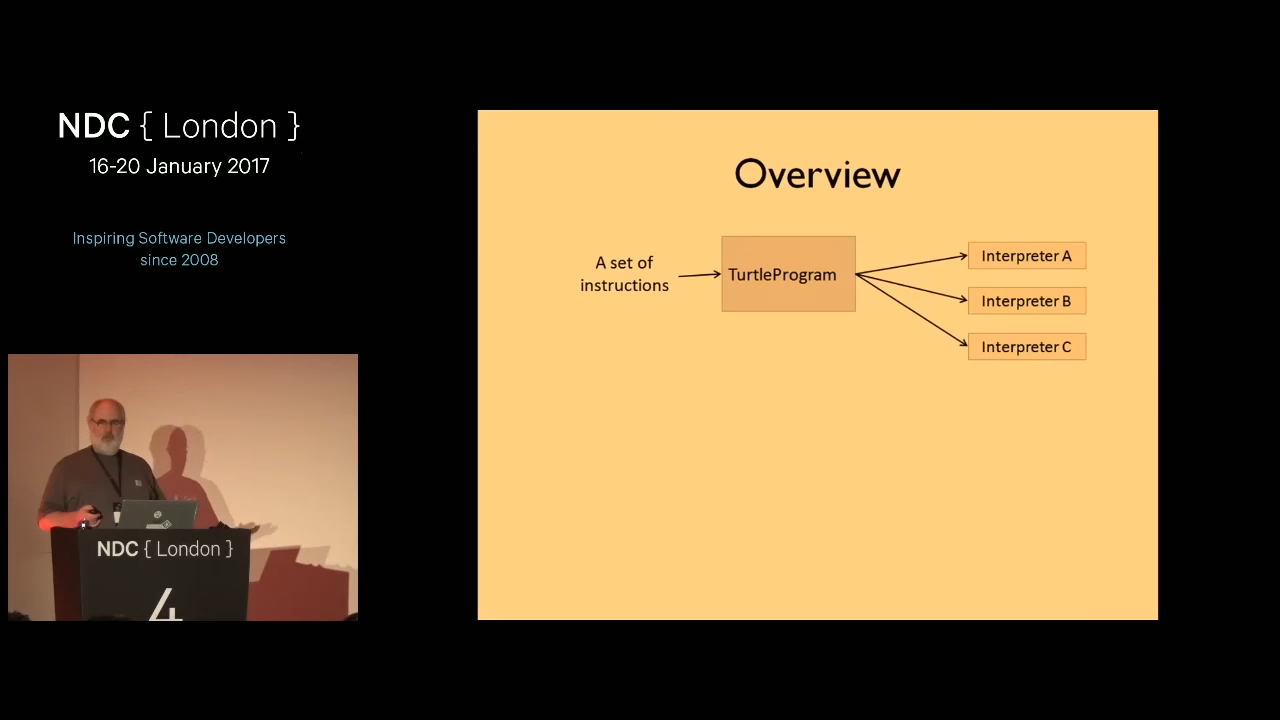 NDC { London }
16-20 January 2017
Inspiring Software Developers
since 2008
Overview
A set of
instructions
TurtleProgram
Interpreter A
Interpreter B
Interpreter C
NDC { London }
4